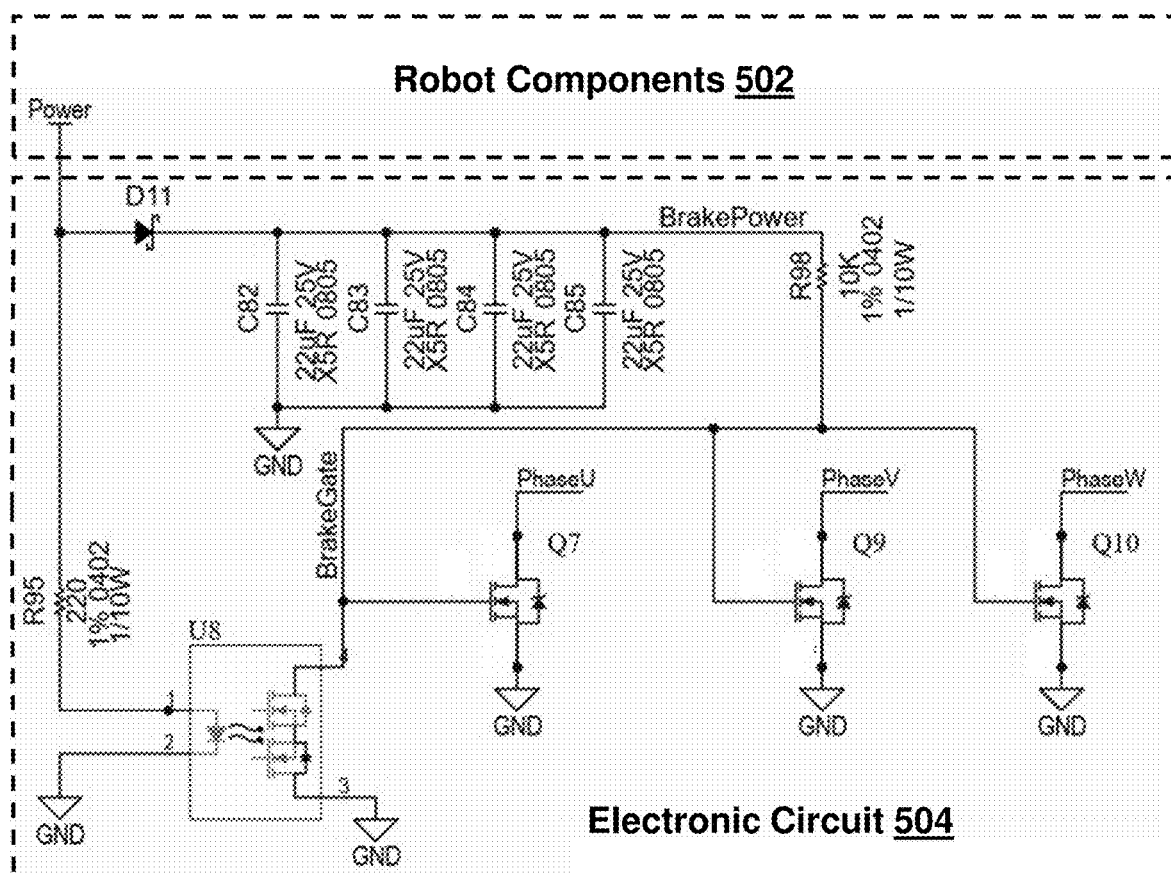 Robot Components 502
Power
D11
BrakePower
C82
22uF 25V
X5R 0805
C83
22uF 25V
X5R 0805
C84
22uF 25V
X5R 0805
C85
22uF 25V
X5R 0805
R98
10K
1% 0402
1/10W
GND
BrakeGate
PhaseU
PhaseV
PhaseW
Q7
Q9
Q10
R95
220
1% 0402
1/10W
U8
1
2
3
GND
GND
GND
GND
GND
Electronic Circuit 504